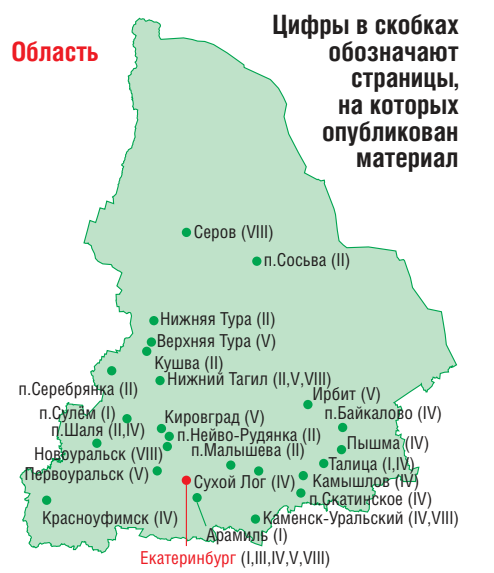 Область
Цифры в скобках
обозначают
страницы,
на которых
опубликован
материал
Серов (VIII)
п.Сосьва (II)
Нижняя Тура (II)
Верхняя Тура (V)
Кушва (II)
п.Серебрянка (II)
Нижний Тагил (II,V,VIII)
Ирбит (V)
п.Сулём (I)
Кировград (V)
п.Байкалово (IV)
п.Шаля (II,IV)
п.Нейво-Рудянка (II)
Пышма (IV)
Новоуральск (VIII)
п.Малышева (II)
Талица (I,IV)
Первоуральск (V)
Сухой Лог (IV)
Камышлов (IV)
п.Скатинское (IV)
Красноуфимск (IV)
Каменск-Уральский (IV,VIII)
Арамиль (I)
Екатеринбург (I,III,IV,V,VIII)